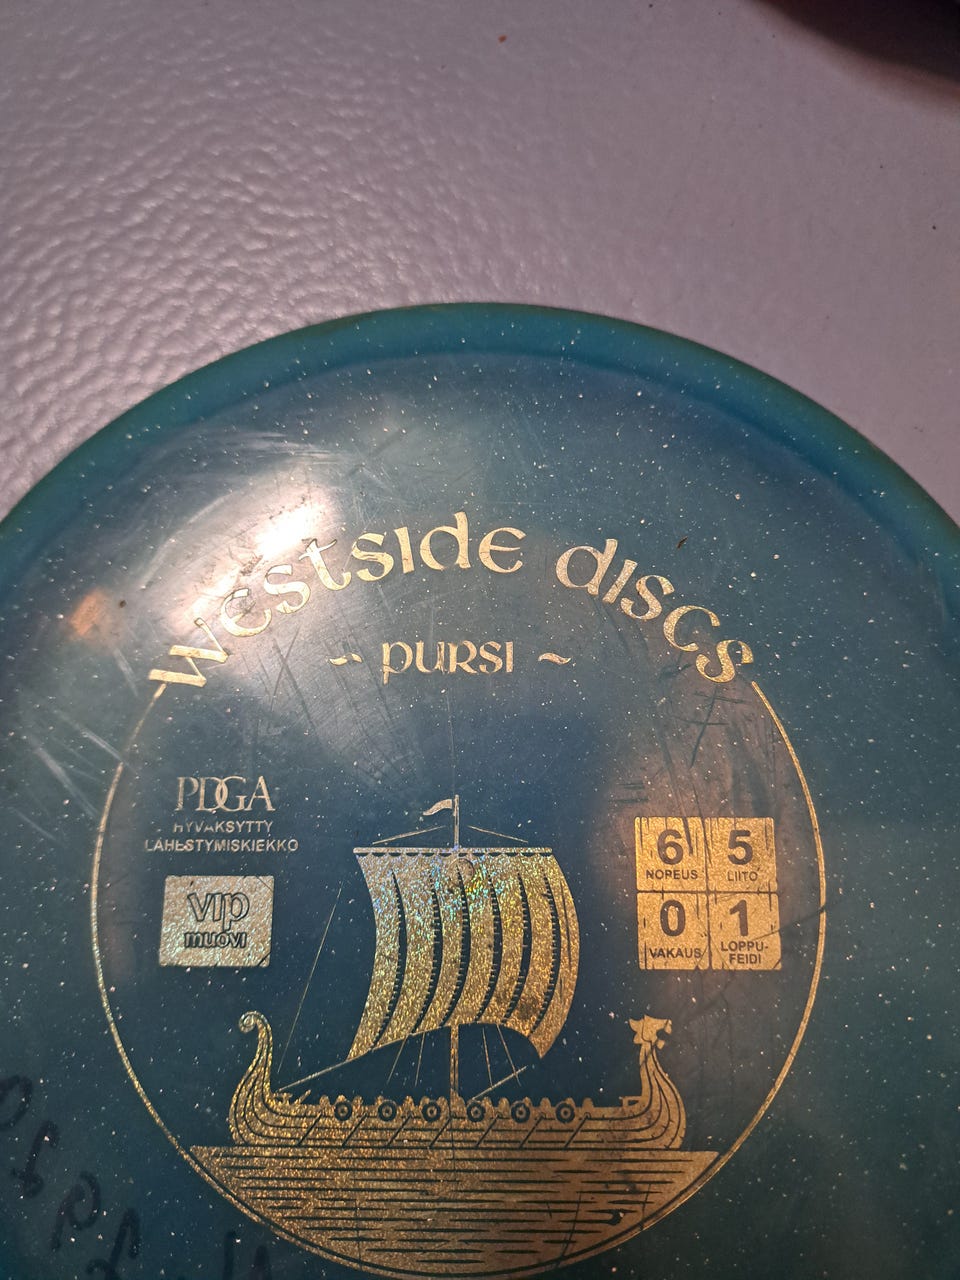 westside discs
~ pursi ~
PDGA
HYVÄKSYTTY
LÄHESTYMISKIEKKO
vip
muovi
6 5
NOPEUS LIITO
0 1
VAKAUS LOPPU-
FEIDI